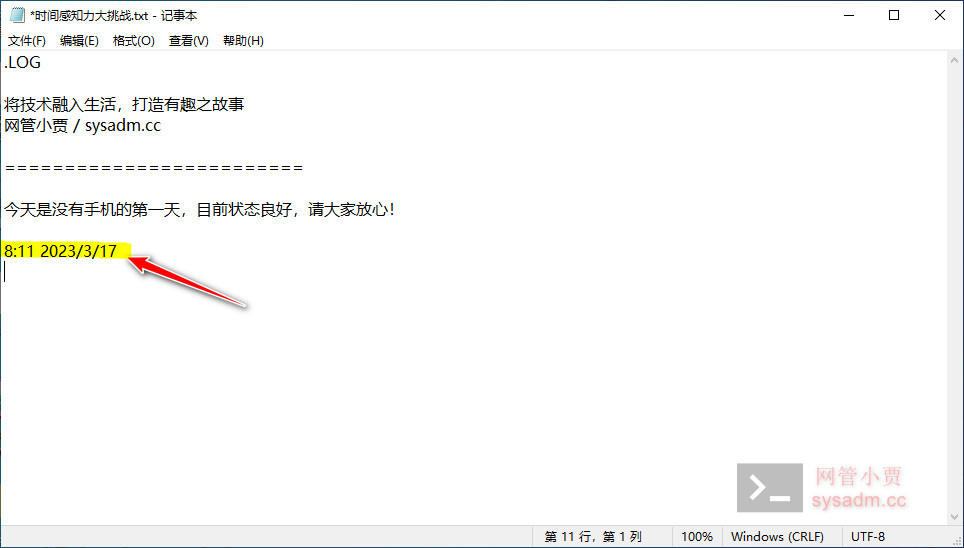 *时间感知力大挑战.txt - 记事本
文件(F) 编辑(E) 格式(O) 查看(V) 帮助(H)
.LOG
将技术融入生活，打造有趣之故事
网管小贾 / sysadm.cc
=========================
今天是没有手机的第一天，目前状态良好，请大家放心！
8:11 2023/3/17
网管小贾
sysadm.cc
第 11 行，第 1 列 100% Windows (CRLF) UTF-8